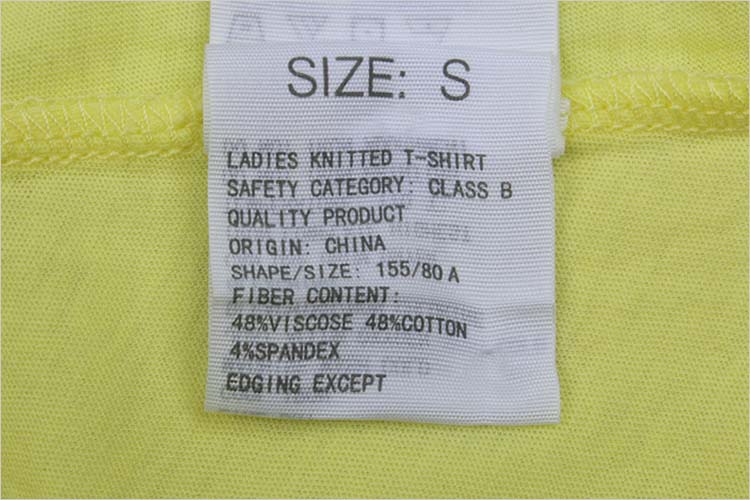 SIZE: S
LADIES KNITTED T-SHIRT
SAFETY CATEGORY: CLASS B
QUALITY PRODUCT
ORIGIN: CHINA
SHAPE/SIZE: 155/80 A
FIBER CONTENT:
48%VISCOSE 48%COTTON
4%SPANDEX
EDGING EXCEPT